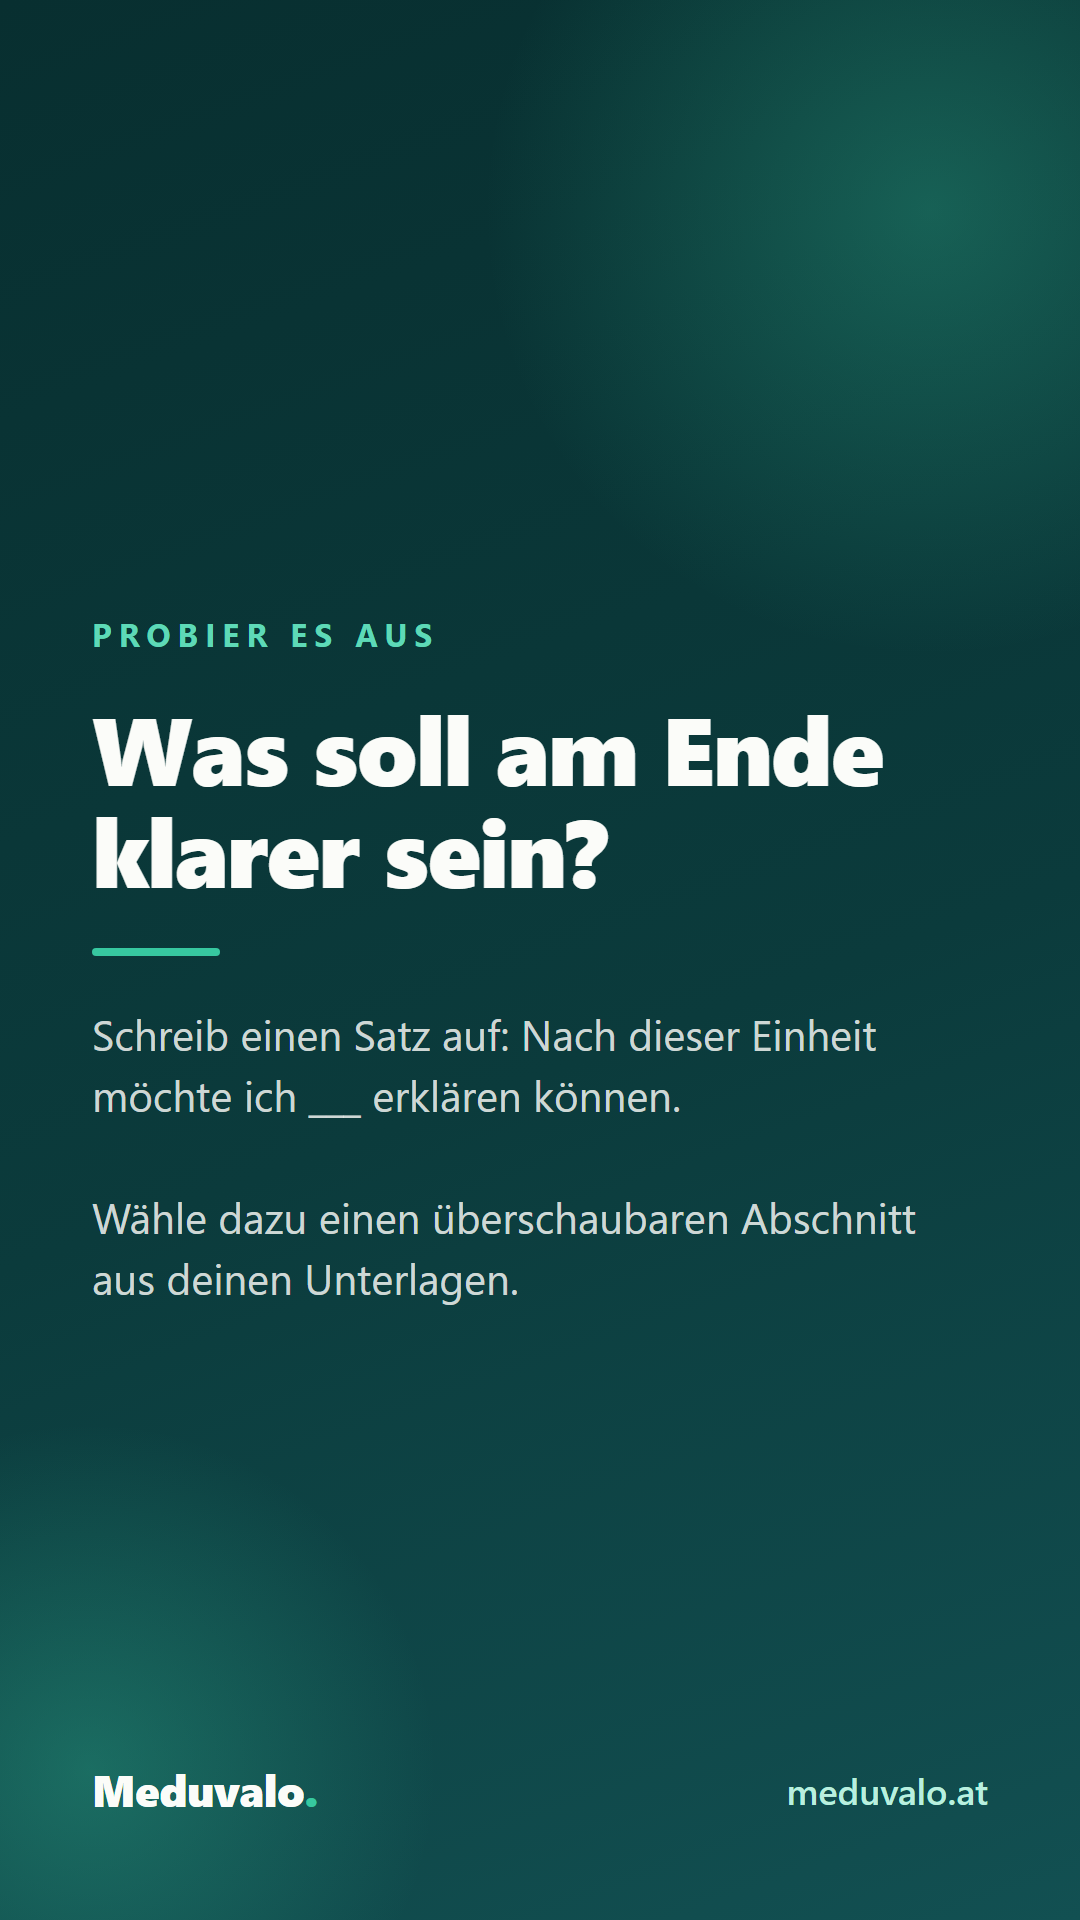 PROBIER ES AUS
Was soll am Ende
klarer sein?
Schreib einen Satz auf: Nach dieser Einheit
möchte ich ___ erklären können.
Wähle dazu einen überschaubaren Abschnitt
aus deinen Unterlagen.
Meduvalo.
meduvalo.at